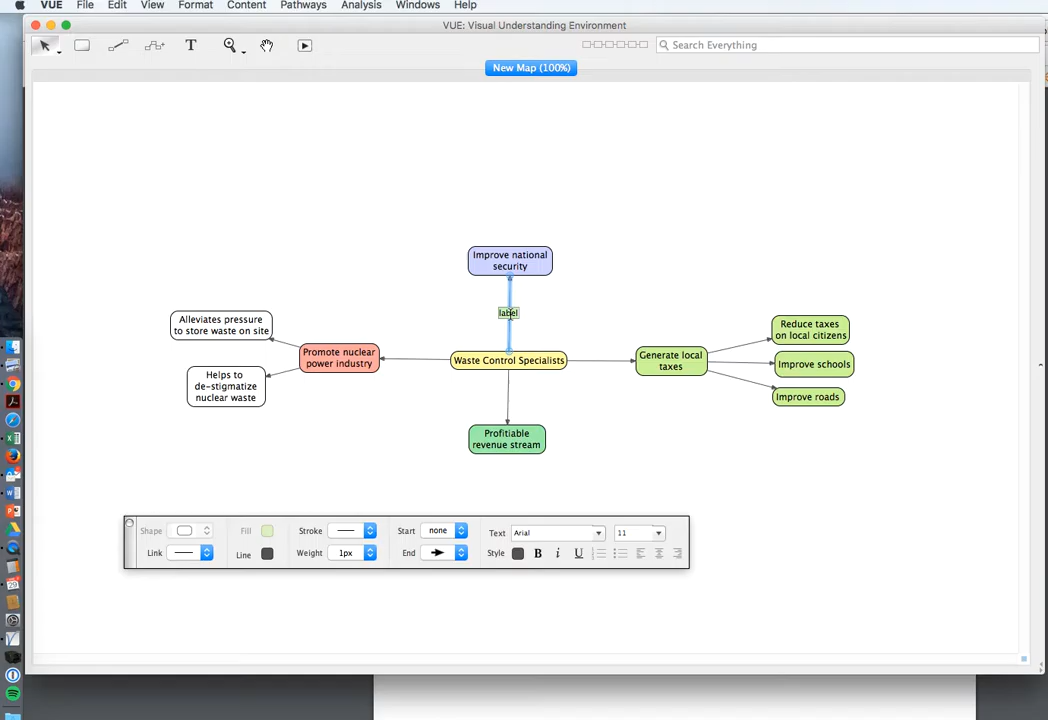 VUE File Edit View Format Content Pathways Analysis Windows Help
VUE: Visual Understanding Environment
T
Search Everything
New Map (100%)
Improve national
security
label
Alleviates pressure
to store waste on site
Promote nuclear
power industry
Helps to
de-stigmatize
nuclear waste
Waste Control Specialists
Generate local
taxes
Reduce taxes
on local citizens
Improve schools
Improve roads
Profitiable
revenue stream
Shape Fill Stroke Start none Text Arial 11
Link Line Weight 1px End Style B i U